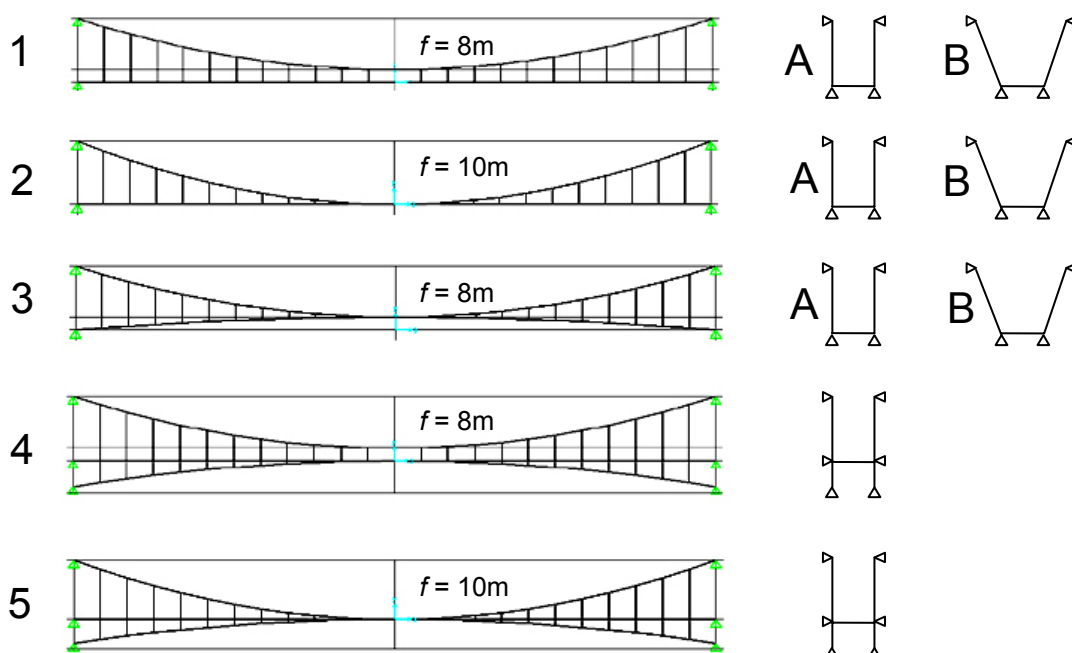 1 f = 8m A B
2 f = 10m A B
3 f = 8m A B
4 f = 8m
5 f = 10m